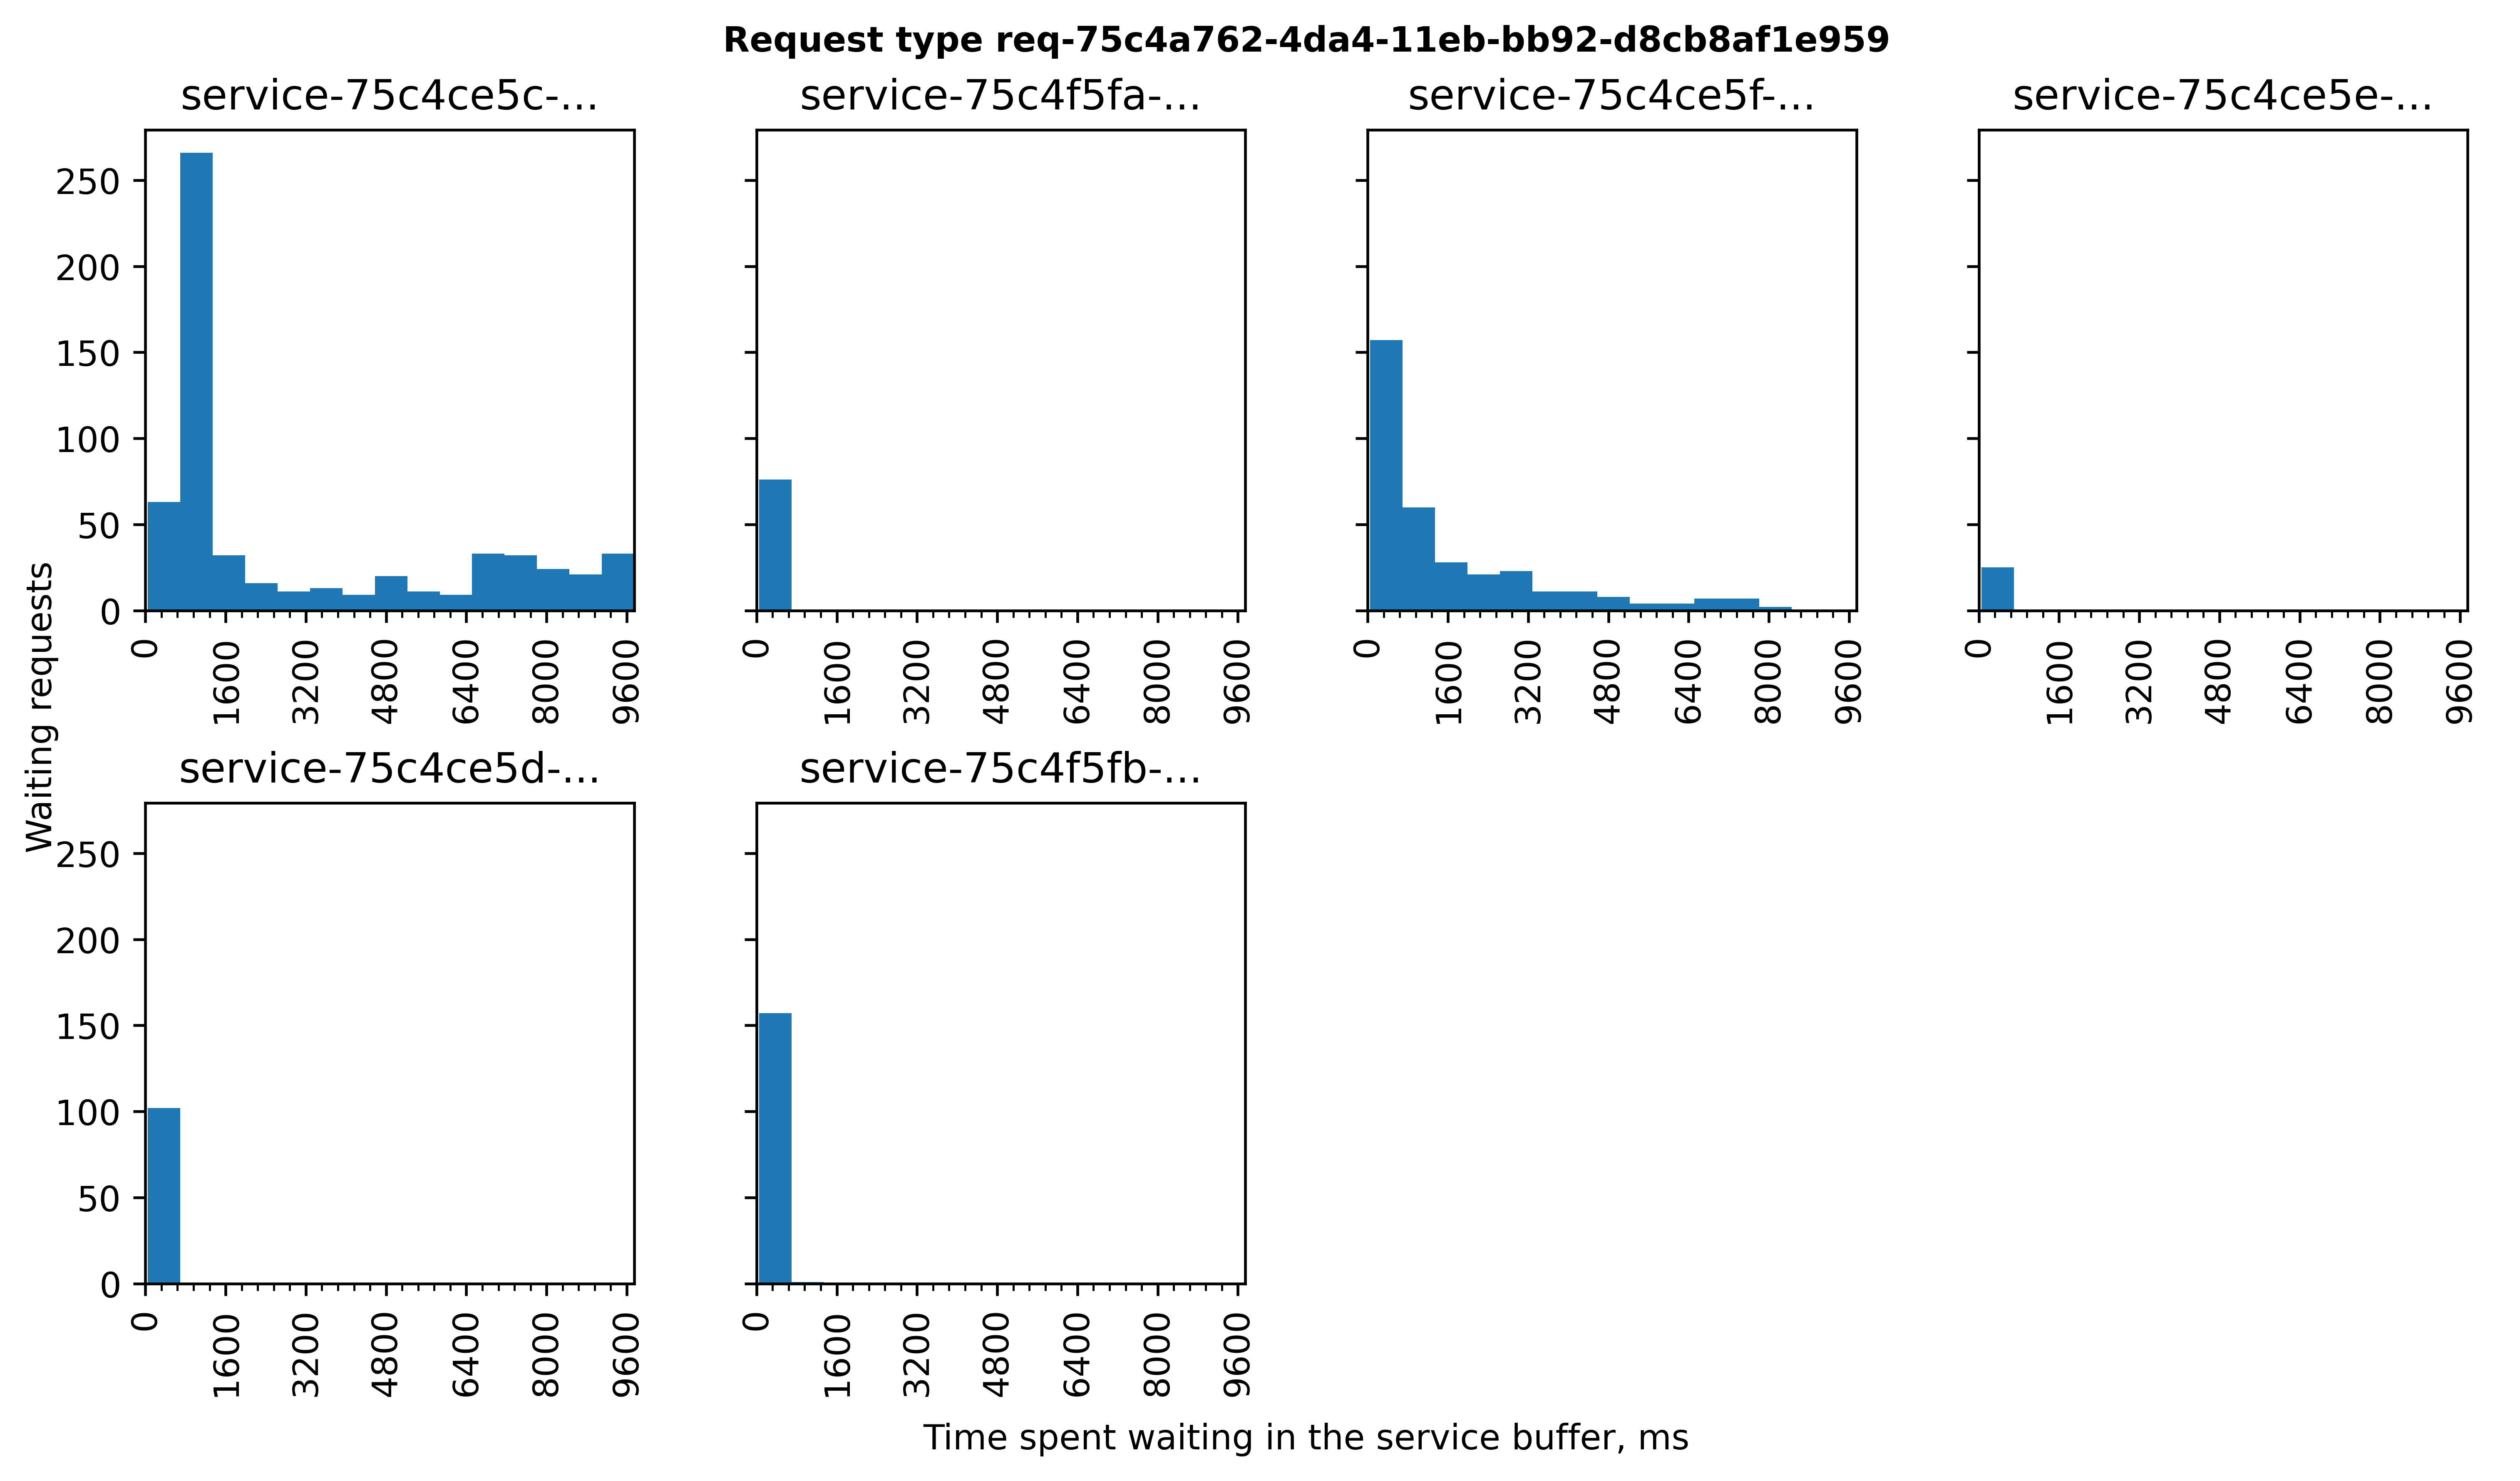 Request type req-75c4a762-4da4-11eb-bb92-d8cb8af1e959
service-75c4ce5c-...
service-75c4f5fa-...
service-75c4ce5f-...
service-75c4ce5e-...
250
200
150
100
50
0
0 1600 3200 4800 6400 8000 9600
0 1600 3200 4800 6400 8000 9600
0 1600 3200 4800 6400 8000 9600
0 1600 3200 4800 6400 8000 9600
Waiting requests
service-75c4ce5d-...
service-75c4f5fb-...
250
200
150
100
50
0
0 1600 3200 4800 6400 8000 9600
0 1600 3200 4800 6400 8000 9600
Time spent waiting in the service buffer, ms